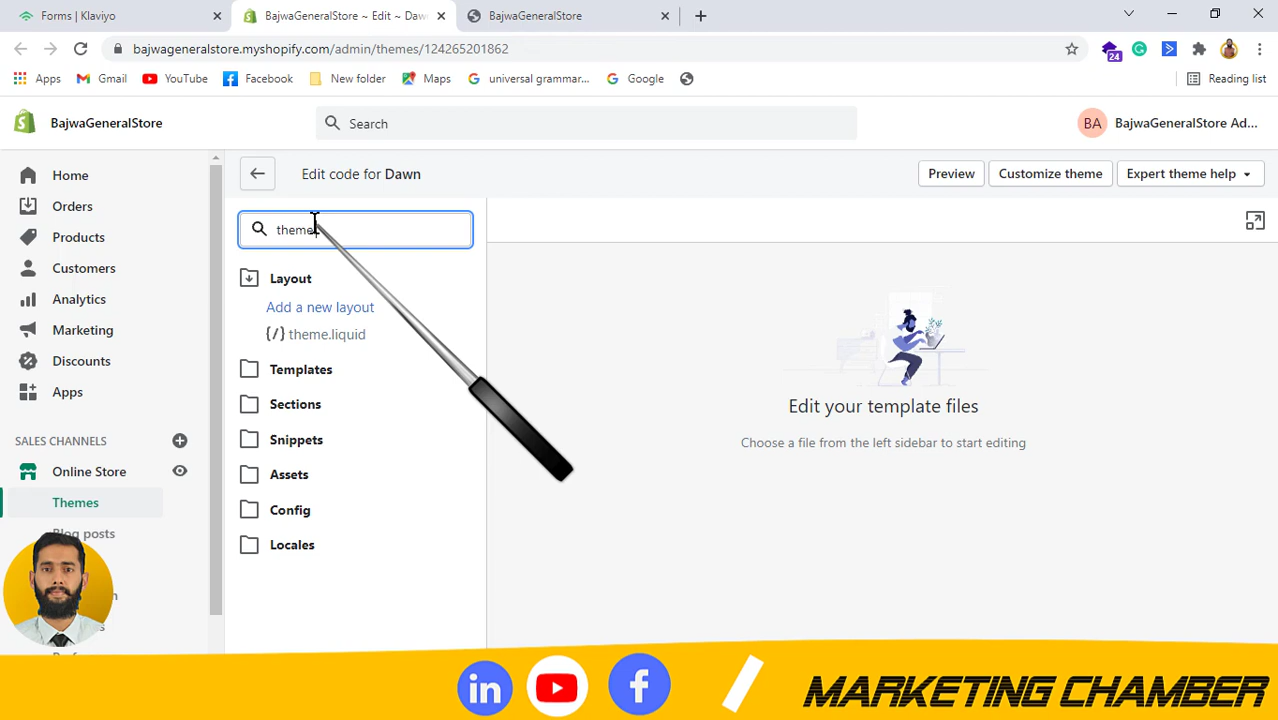 Forms | Klaviyo
BajwaGeneralStore ~ Edit ~ Daw
BajwaGeneralStore
bajwageneralstore.myshopify.com/admin/themes/124265201862
24
Apps
Gmail
YouTube
Facebook
New folder
Maps
universal grammar...
Google
Reading list
BajwaGeneralStore
Search
BA
BajwaGeneralStore Ad...
Home
Orders
Products
Customers
Analytics
Marketing
Discounts
Apps
SALES CHANNELS
Online Store
Themes
Blog posts
Edit code for Dawn
Preview
Customize theme
Expert theme help
theme
Layout
Add a new layout
{/} theme.liquid
Templates
Sections
Snippets
Assets
Config
Locales
Edit your template files
Choose a file from the left sidebar to start editing
in
f
MARKETING CHAMBER